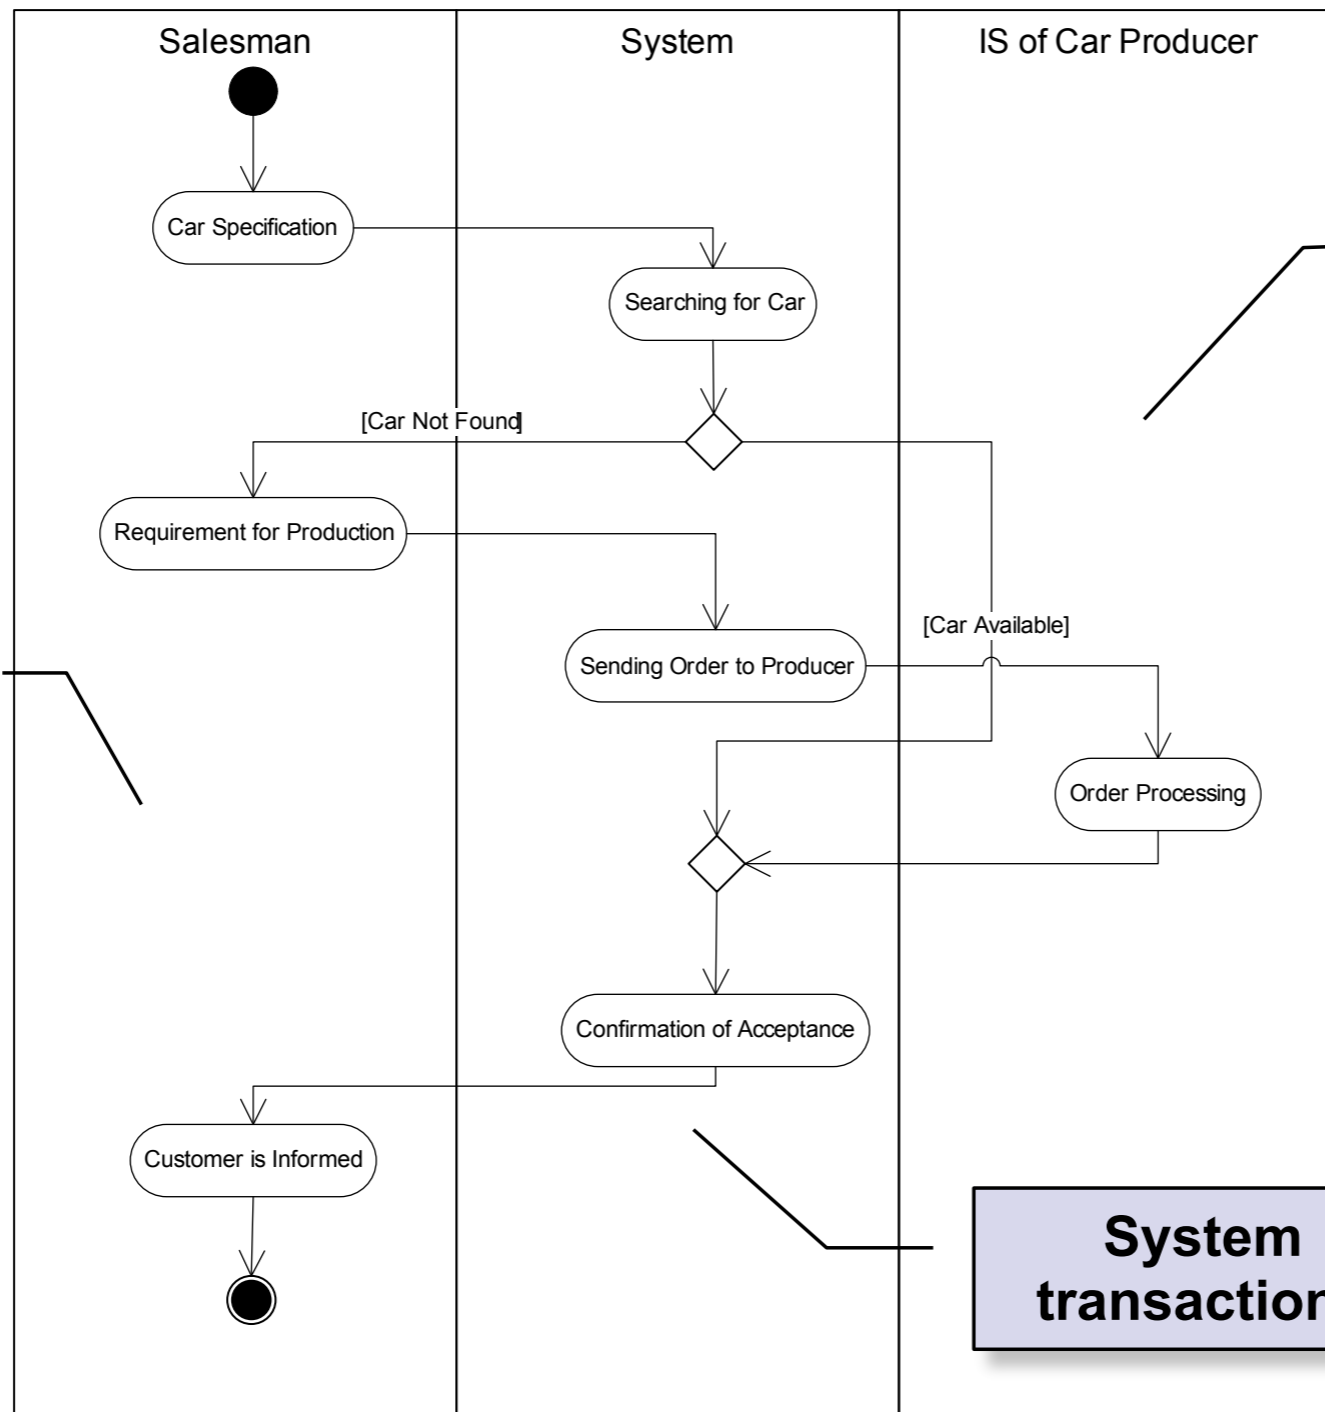 Salesman
System
IS of Car Producer
Car Specification
Searching for Car
[Car Not Found]
Requirement for Production
[Car Available]
Sending Order to Producer
Order Processing
Confirmation of Acceptance
Customer is Informed
System
transaction